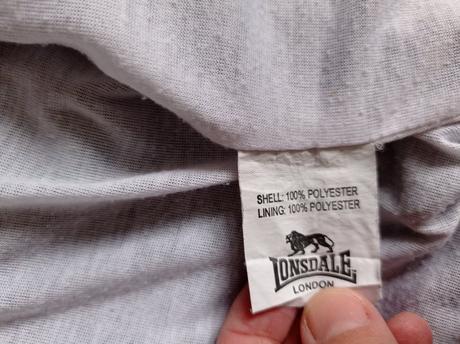 SHELL: 100% POLYESTER
LINING: 100% POLYESTER
LONSDALE
LONDON